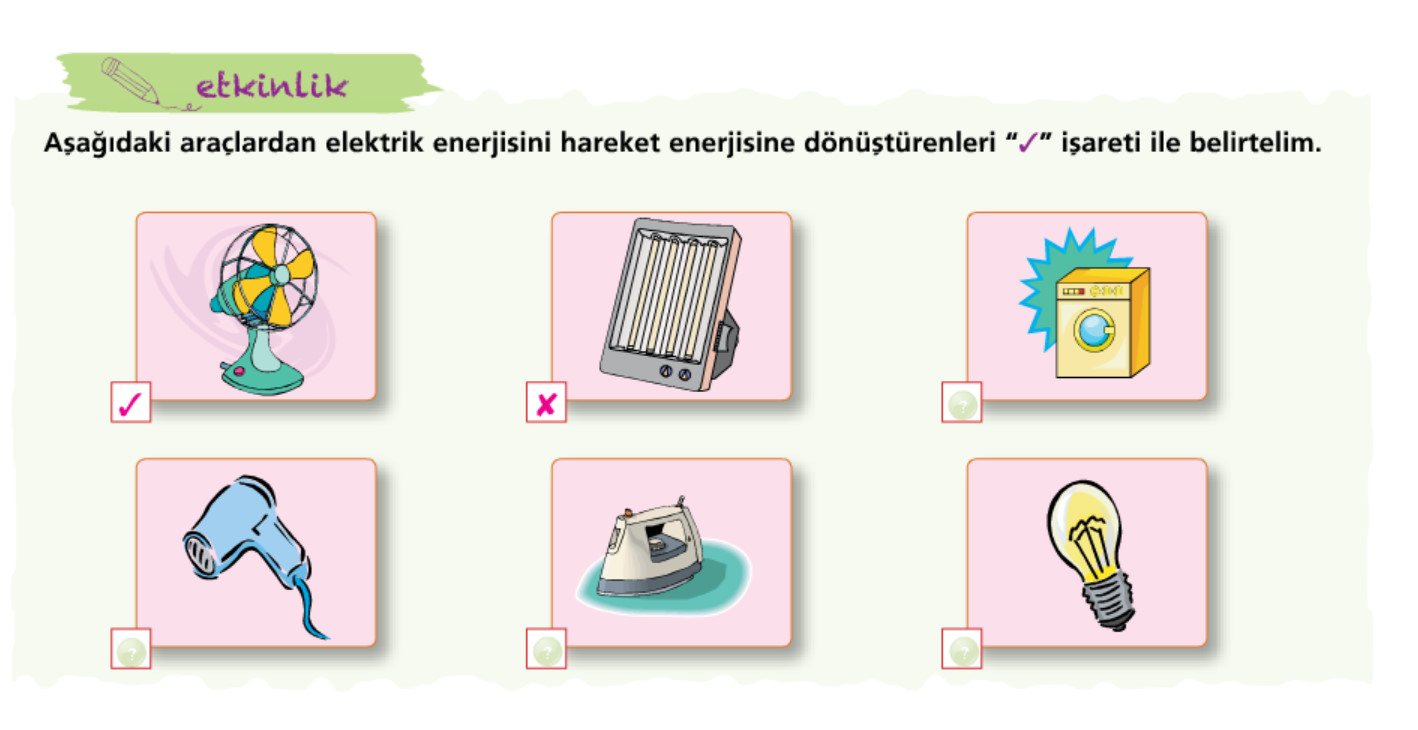 etkinlik
Aşağıdaki araçlardan elektrik enerjisini hareket enerjisine dönüştürenleri “✓” işareti ile belirtelim.
✓ ✘ ?
? ? ?